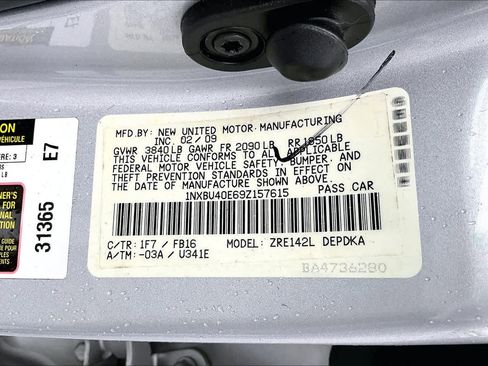 MFD.BY: NEW UNITED MOTOR MANUFACTURING
INC. 02/09
GVWR 3840LB GAWR FR 2090LB RR 1850LB
THIS VEHICLE CONFORMS TO ALL APPLICABLE
FEDERAL MOTOR VEHICLE SAFETY, BUMPER, AND
THEFT PREVENTION STANDARDS IN EFFECT ON
THE DATE OF MANUFACTURE SHOWN ABOVE.
1NXBU40E69Z157615 PASS CAR
C/TR: 1F7 / FB16 MODEL: ZRE142L DEPDKA
A/TM: -03A / U341E
BA4736280
E7
31365